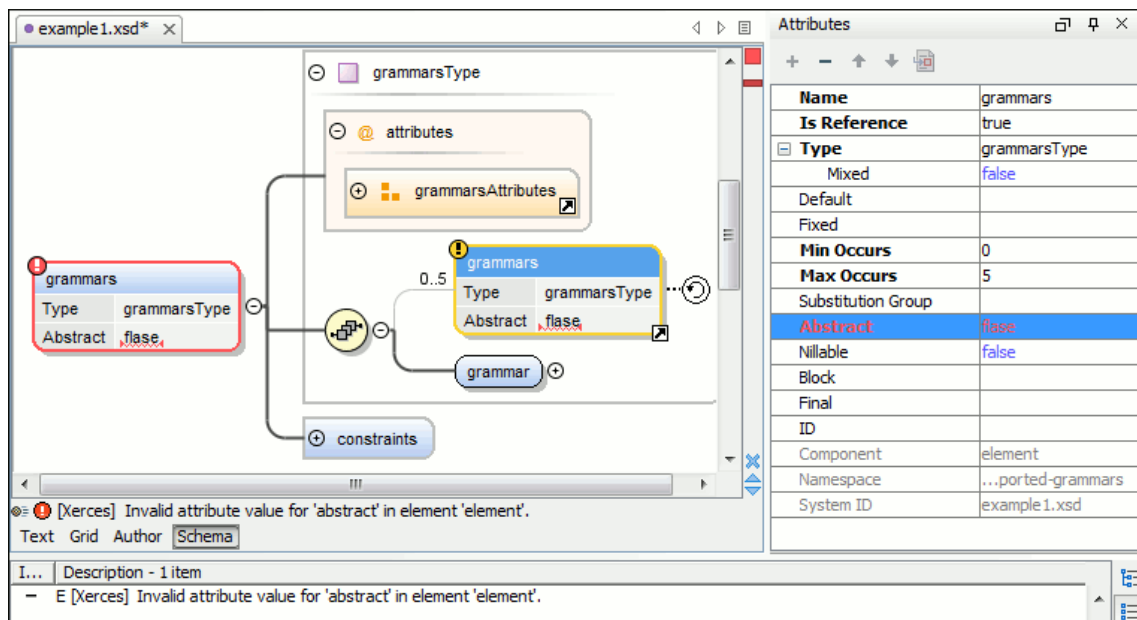 example1.xsd*
grammarsType
@ attributes
grammarsAttributes
grammars
Type grammarsType
Abstract flase
0..5
grammars
Type grammarsType
Abstract flase
grammar
constraints
[Xerces] Invalid attribute value for 'abstract' in element 'element'.
Text Grid Author Schema
Attributes
Name grammars
Is Reference true
Type grammarsType
Mixed false
Default
Fixed
Min Occurs 0
Max Occurs 5
Substitution Group
Abstract flase
Nillable false
Block
Final
ID
Component element
Namespace ...ported-grammars
System ID example1.xsd
I... Description - 1 item
E [Xerces] Invalid attribute value for 'abstract' in element 'element'.